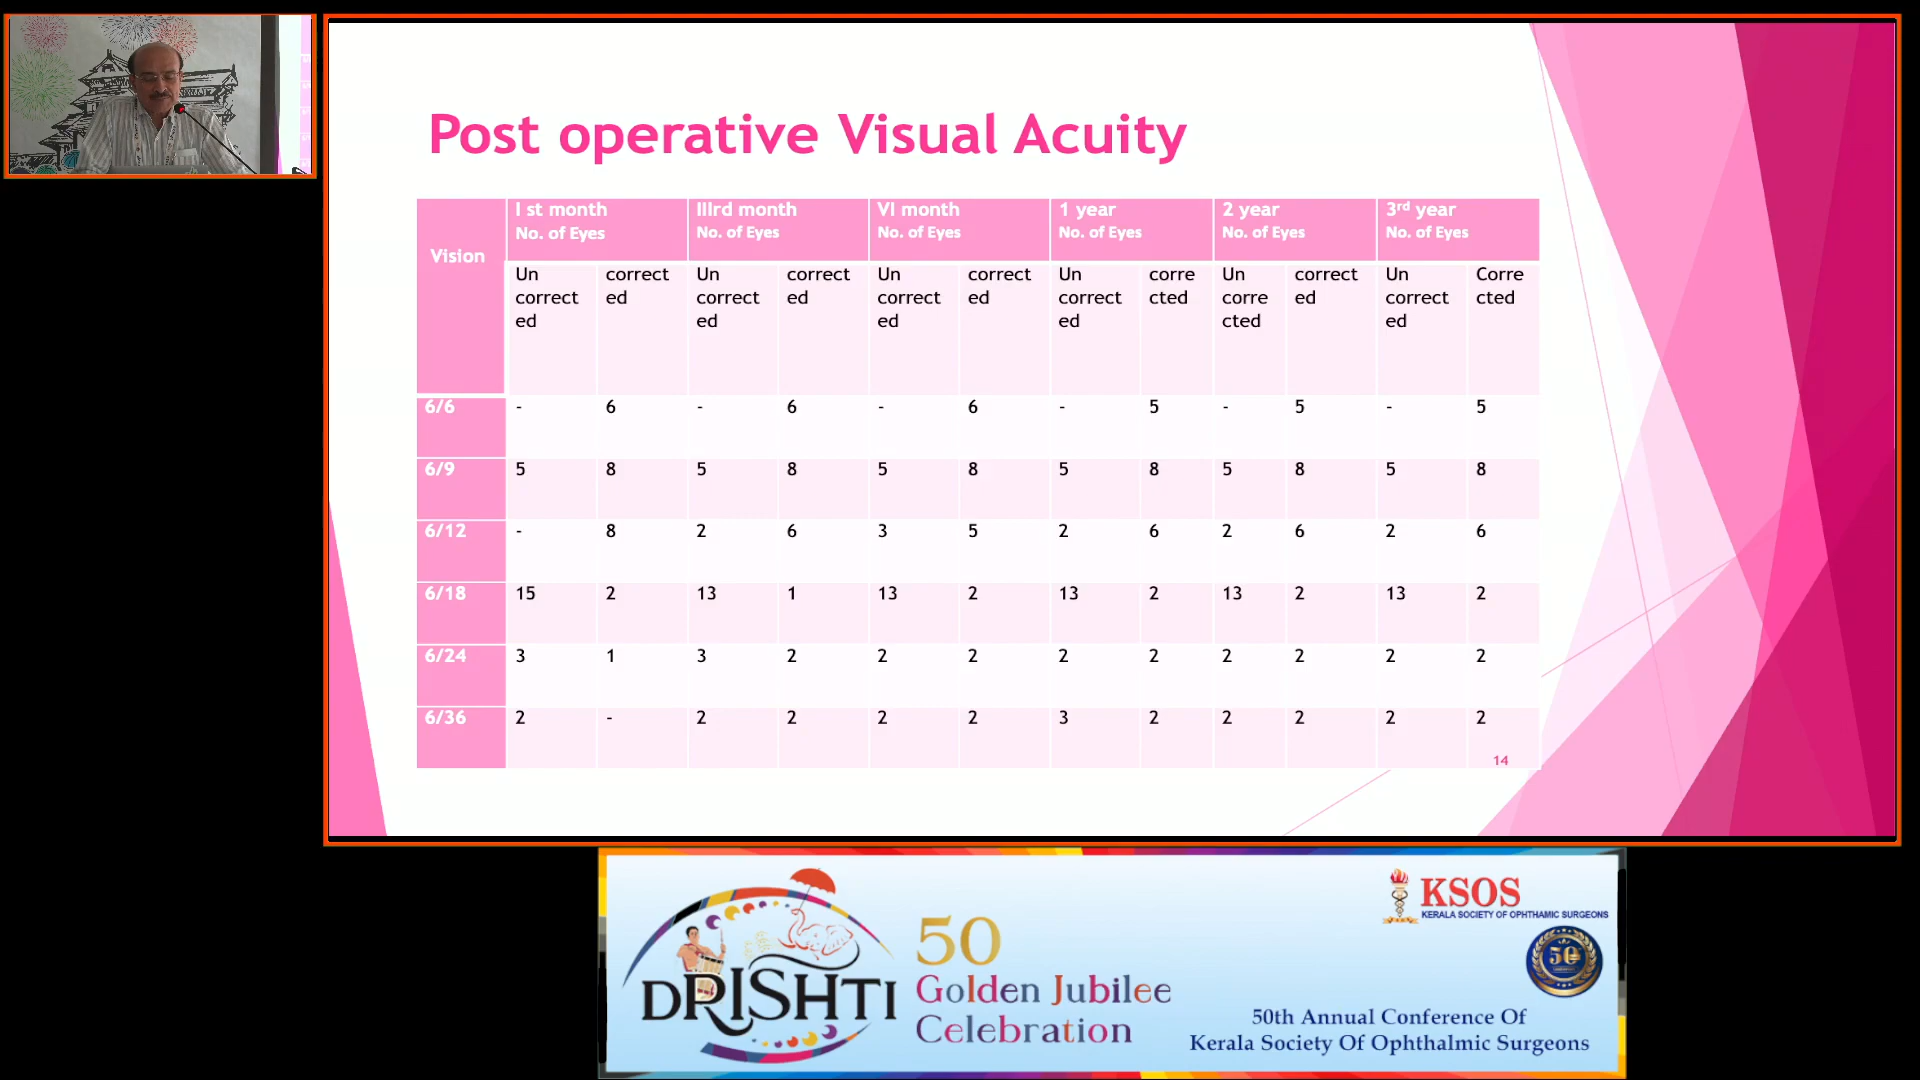 Post operative Visual Acuity
Vision
I st month
No. of Eyes
IIIrd month
No. of Eyes
VI month
No. of Eyes
1 year
No. of Eyes
2 year
No. of Eyes
3rd year
No. of Eyes
Un correct ed
correct ed
Un correct ed
correct ed
Un correct ed
correct ed
Un correct ed
corre cted
Un corre cted
correct ed
Un correct ed
Corre cted
6/6 - 6 - 6 - 6 - 5 - 5 - 5
6/9 5 8 5 8 5 8 5 8 5 8 5 8
6/12 - 8 2 6 3 5 2 6 2 6 2 6
6/18 15 2 13 1 13 2 13 2 13 2 13 2
6/24 3 1 3 2 2 2 2 2 2 2 2 2
6/36 2 - 2 2 2 2 3 2 2 2 2 2
14
DRISHTI
50
Golden Jubilee
Celebration
KSOS
KERALA SOCIETY OF OPHTHAMIC SURGEONS
50
50th Annual Conference Of
Kerala Society Of Ophthalmic Surgeons